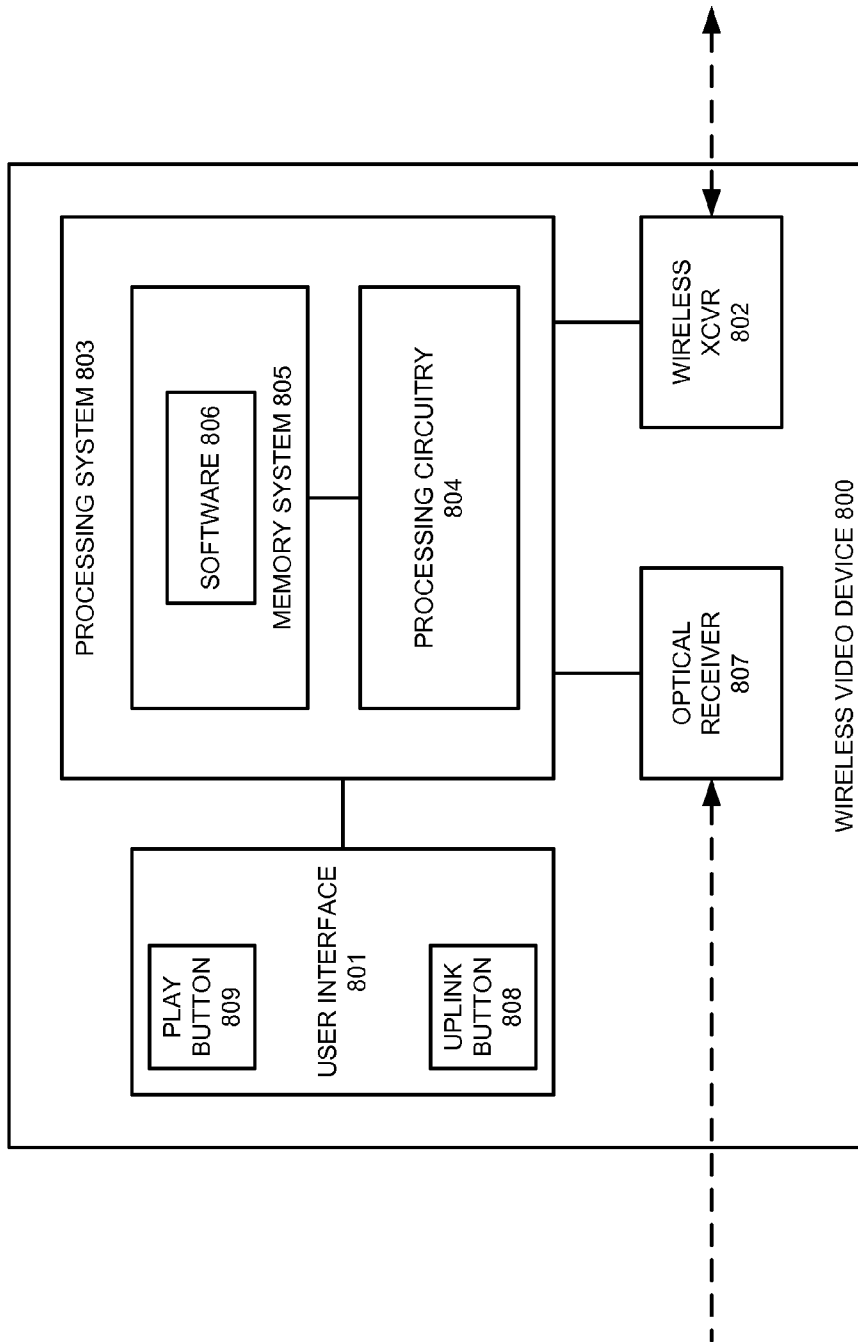 PROCESSING SYSTEM 803
SOFTWARE 806
MEMORY SYSTEM 805
PROCESSING CIRCUITRY
804
PLAY
BUTTON
809
USER INTERFACE
801
UPLINK
BUTTON
808
OPTICAL
RECEIVER
807
WIRELESS
XCVR
802
WIRELESS VIDEO DEVICE 800